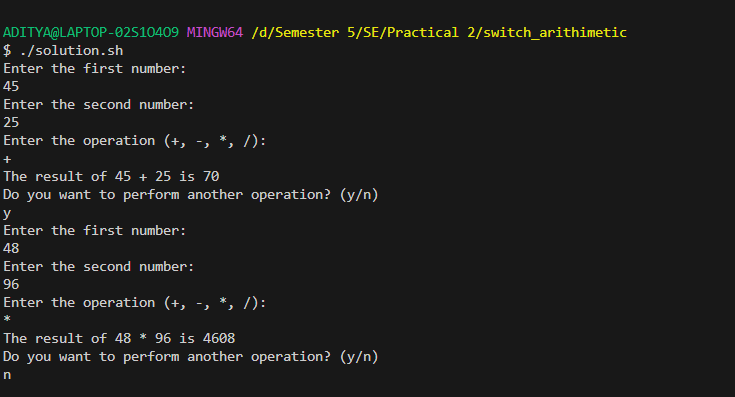 ADITYA@LAPTOP-02S1O4O9 MINGW64 /d/Semester 5/SE/Practical 2/switch_arithimetic
$ ./solution.sh
Enter the first number:
45
Enter the second number:
25
Enter the operation (+, -, *, /):
+
The result of 45 + 25 is 70
Do you want to perform another operation? (y/n)
y
Enter the first number:
48
Enter the second number:
96
Enter the operation (+, -, *, /):
*
The result of 48 * 96 is 4608
Do you want to perform another operation? (y/n)
n